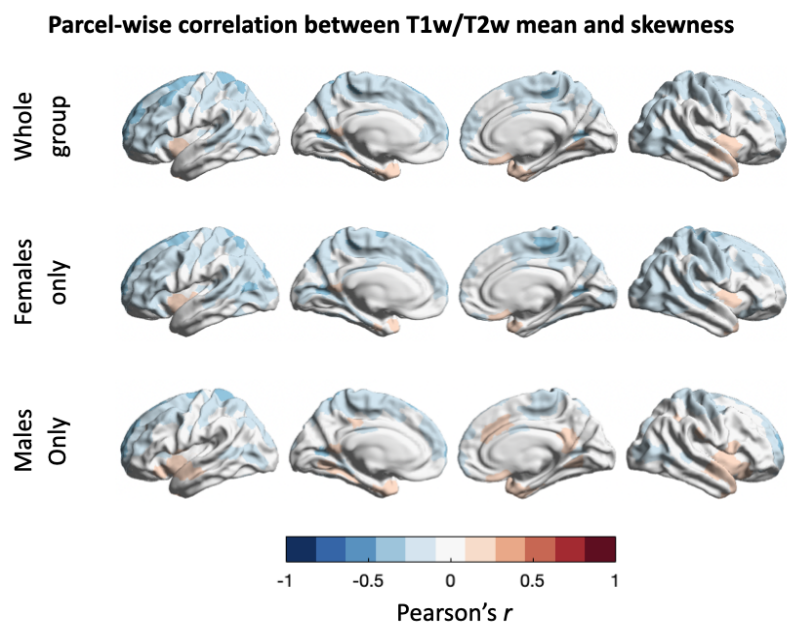 Parcel-wise correlation between T1w/T2w mean and skewness
Whole
group
Females
only
Males
Only
-1 -0.5 0 0.5 1
Pearson's r